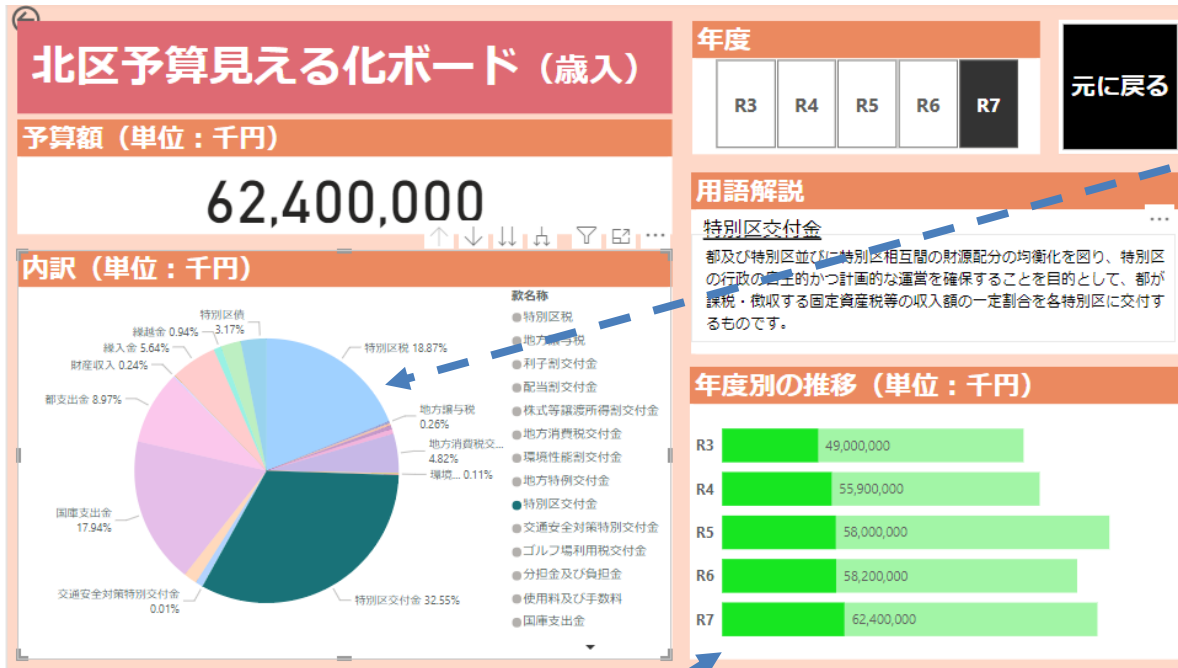 北区予算見える化ボード（歳入）
予算額（単位：千円）
62,400,000
内訳（単位：千円）
特別区債
3.17%
繰越金 0.94%
繰入金 5.64%
財産収入 0.24%
都支出金 8.97%
国庫支出金
17.94%
交通安全対策特別交付金
0.01%
特別区税 18.87%
地方譲与税
0.26%
地方消費税交...
4.82%
環境... 0.11%
特別区交付金 32.55%
款名称
特別区税
地方譲与税
利子割交付金
配当割交付金
株式等譲渡所得割交付金
地方消費税交付金
環境性能割交付金
地方特例交付金
特別区交付金
交通安全対策特別交付金
ゴルフ場利用税交付金
分担金及び負担金
使用料及び手数料
国庫支出金
年度
R3
R4
R5
R6
R7
元に戻る
用語解説
特別区交付金
都及び特別区並びに特別区相互間の財源配分の均衡化を図り、特別区
の行政の自主的かつ計画的な運営を確保することを目的として、都が
課税・徴収する固定資産税等の収入額の一定割合を各特別区に交付す
るものです。
年度別の推移（単位：千円）
R3 49,000,000
R4 55,900,000
R5 58,000,000
R6 58,200,000
R7 62,400,000